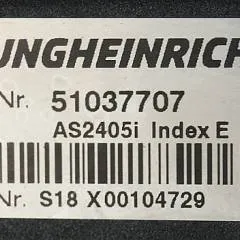 UNGHEINRICH
Nr. 51037707
AS2405i Index E
Nr. S18 X00104729